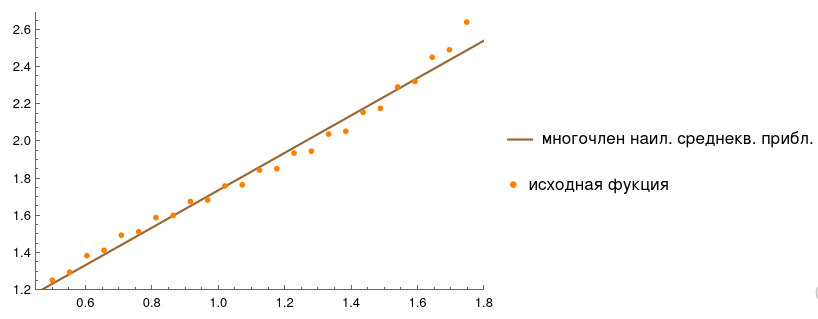 2.6
2.4
2.2
2.0
1.8
1.6
1.4
1.2
0.6 0.8 1.0 1.2 1.4 1.6 1.8
многочлен наил. среднекв. прибл.
исходная фукция